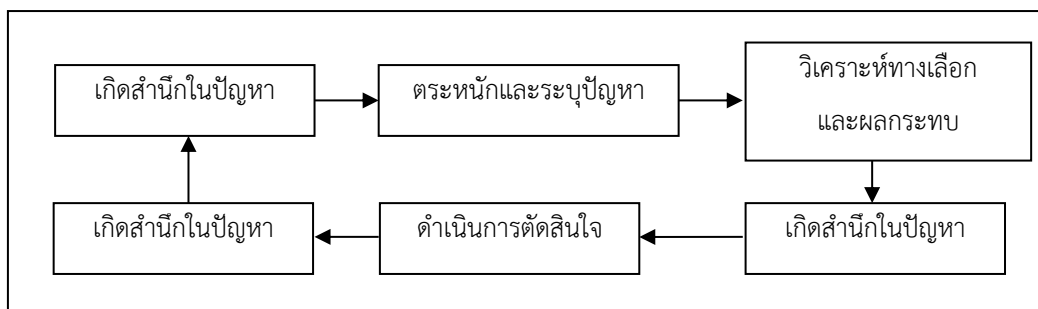 เกิดสำนึกในปัญหา
ตระหนักและระบุปัญหา
วิเคราะห์ทางเลือก
และผลกระทบ
เกิดสำนึกในปัญหา
ดำเนินการตัดสินใจ
เกิดสำนึกในปัญหา